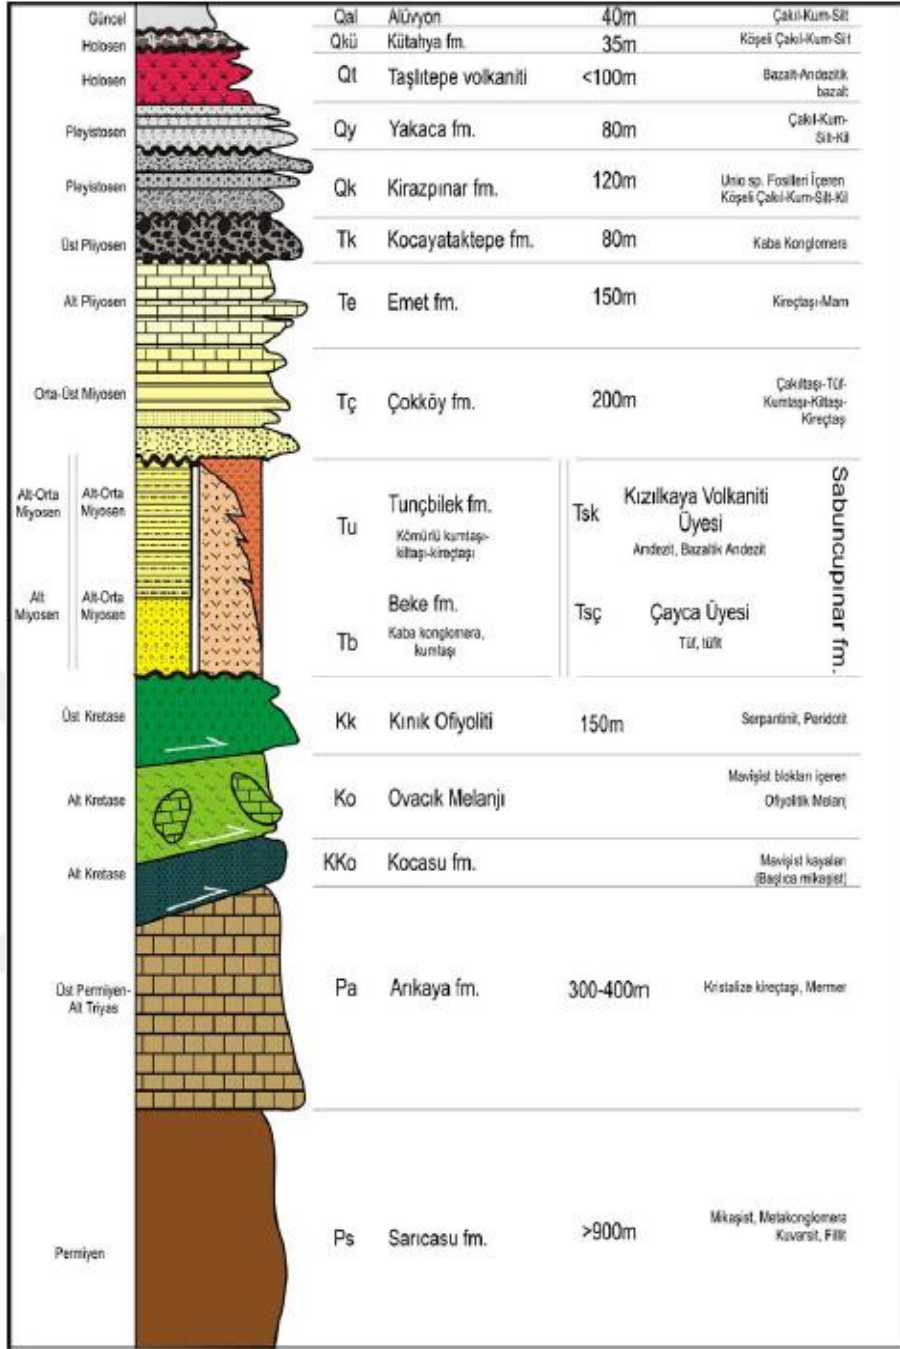 Güncel Qal Alüvyon 40m Çakıl-Kum-Silt
Holosen Qkü Kütahya fm. 35m Köşeli Çakıl-Kum-Silt
Holosen Qt Taşlıtepe volkaniti <100m Bazalt-Andezitik
bazalt
Pleyistosen Qy Yakaca fm. 80m Çakıl-Kum-
Silt-Kil
Pleyistosen Qk Kirazpınar fm. 120m Unio sp. Fosilleri İçeren
Köşeli Çakıl-Kum-Silt-Kil
Üst Pliyosen Tk Kocayataktepe fm. 80m Kaba Konglomera
Alt Pliyosen Te Emet fm. 150m Kireçtaşı-Marn
Orta-Üst Miyosen Tç Çokköy fm. 200m Çakıltaşı-Tüf-
Kumtaşı-Kiltaşı-
Kireçtaşı
Alt-Orta
Miyosen
Alt-Orta
Miyosen
Tu Tunçbilek fm.
Kömürlü kumtaşı-
kiltaşı-kireçtaşı
Tsk Kızılkaya Volkaniti
Üyesi
Andezit, Bazaltik Andezit
Alt
Miyosen
Alt-Orta
Miyosen
Tb Beke fm.
Kaba konglomera,
kumtaşı
Tsç Çayca Üyesi
Tüf, tüfit
Sabuncupınar fm.
Üst Kretase Kk Kınık Ofiyoliti 150m Serpantinit, Peridotit
Alt Kretase Ko Ovacık Melanjı Mavişist blokları içeren
Ofiyolitik Melanj
Alt Kretase KKo Kocasu fm. Mavişist kayaları
(Başlıca mikaşist)
Üst Permiyen-
Alt Triyas
Pa Arıkaya fm. 300-400m Kristalize kireçtaşı, Mermer
Permiyen Ps Sarıcasu fm. >900m Mikaşist, Metakonglomera
Kuvarsit, Fillit